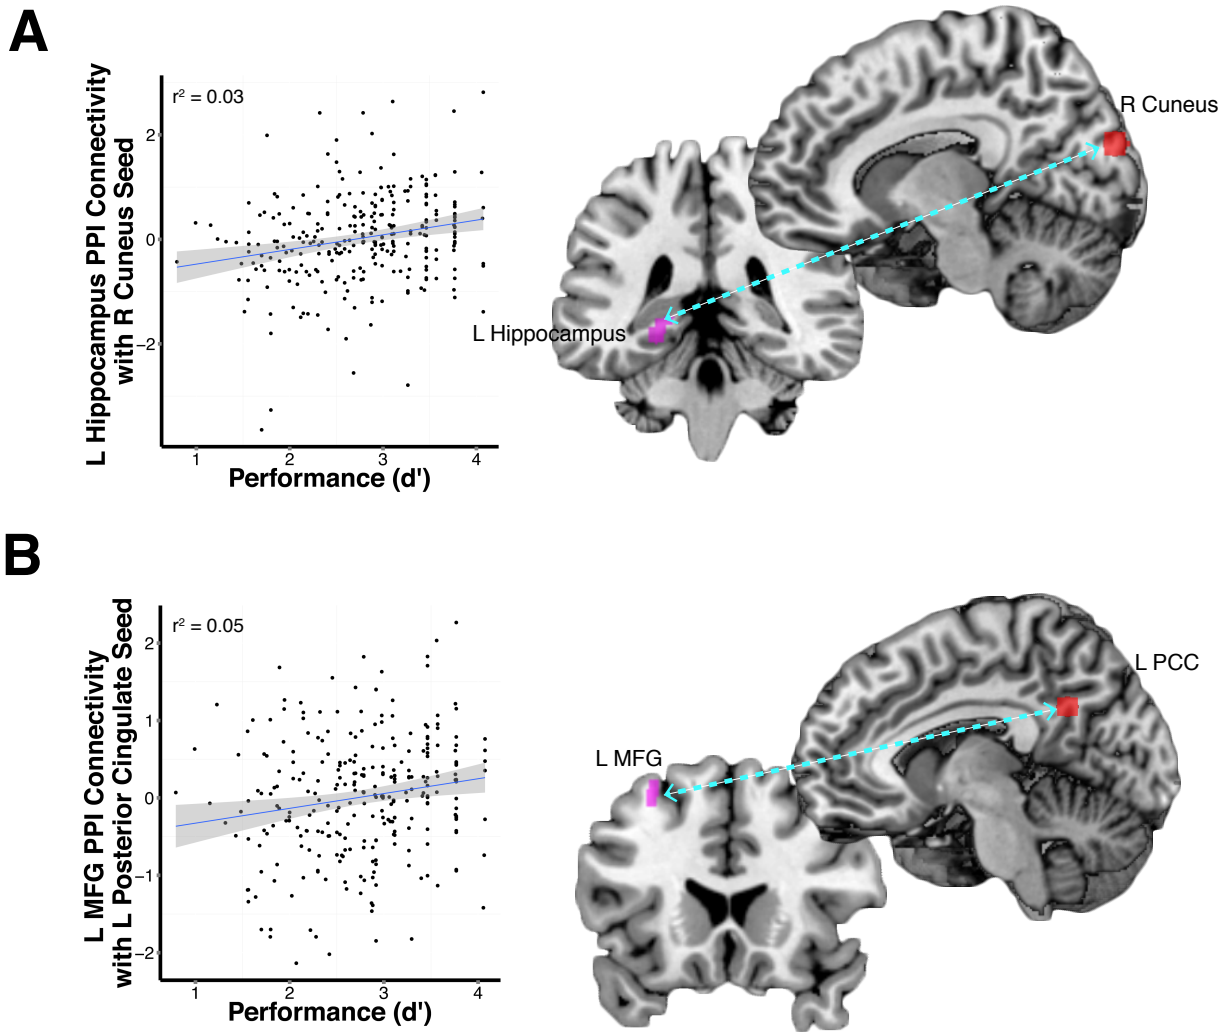 A
L Hippocampus PPI Connectivity
with R Cuneus Seed
r² = 0.03
2
0
−2
1 2 3 4
Performance (d')
R Cuneus
L Hippocampus
B
L MFG PPI Connectivity
with L Posterior Cingulate Seed
r² = 0.05
2
1
0
−1
−2
1 2 3 4
Performance (d')
L PCC
L MFG